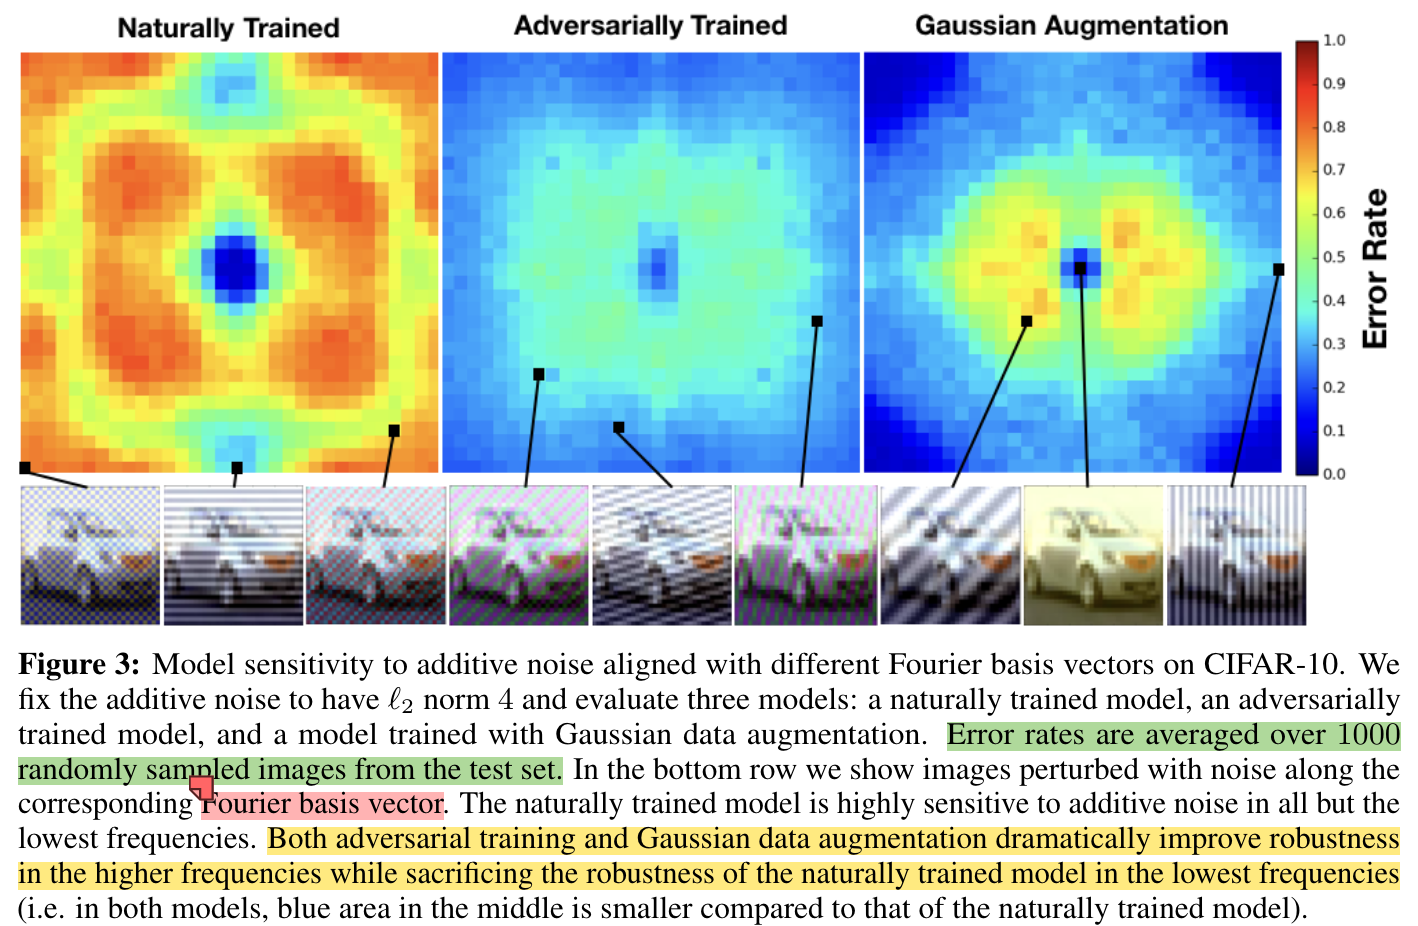 Naturally Trained
Adversarially Trained
Gaussian Augmentation
1.0
0.9
0.8
0.7
0.6
0.5
0.4
0.3
0.2
0.1
0.0
Error Rate
Figure 3: Model sensitivity to additive noise aligned with different Fourier basis vectors on CIFAR-10. We
fix the additive noise to have ℓ₂ norm 4 and evaluate three models: a naturally trained model, an adversarially
trained model, and a model trained with Gaussian data augmentation. Error rates are averaged over 1000
randomly sampled images from the test set. In the bottom row we show images perturbed with noise along the
corresponding Fourier basis vector. The naturally trained model is highly sensitive to additive noise in all but the
lowest frequencies. Both adversarial training and Gaussian data augmentation dramatically improve robustness
in the higher frequencies while sacrificing the robustness of the naturally trained model in the lowest frequencies
(i.e. in both models, blue area in the middle is smaller compared to that of the naturally trained model).